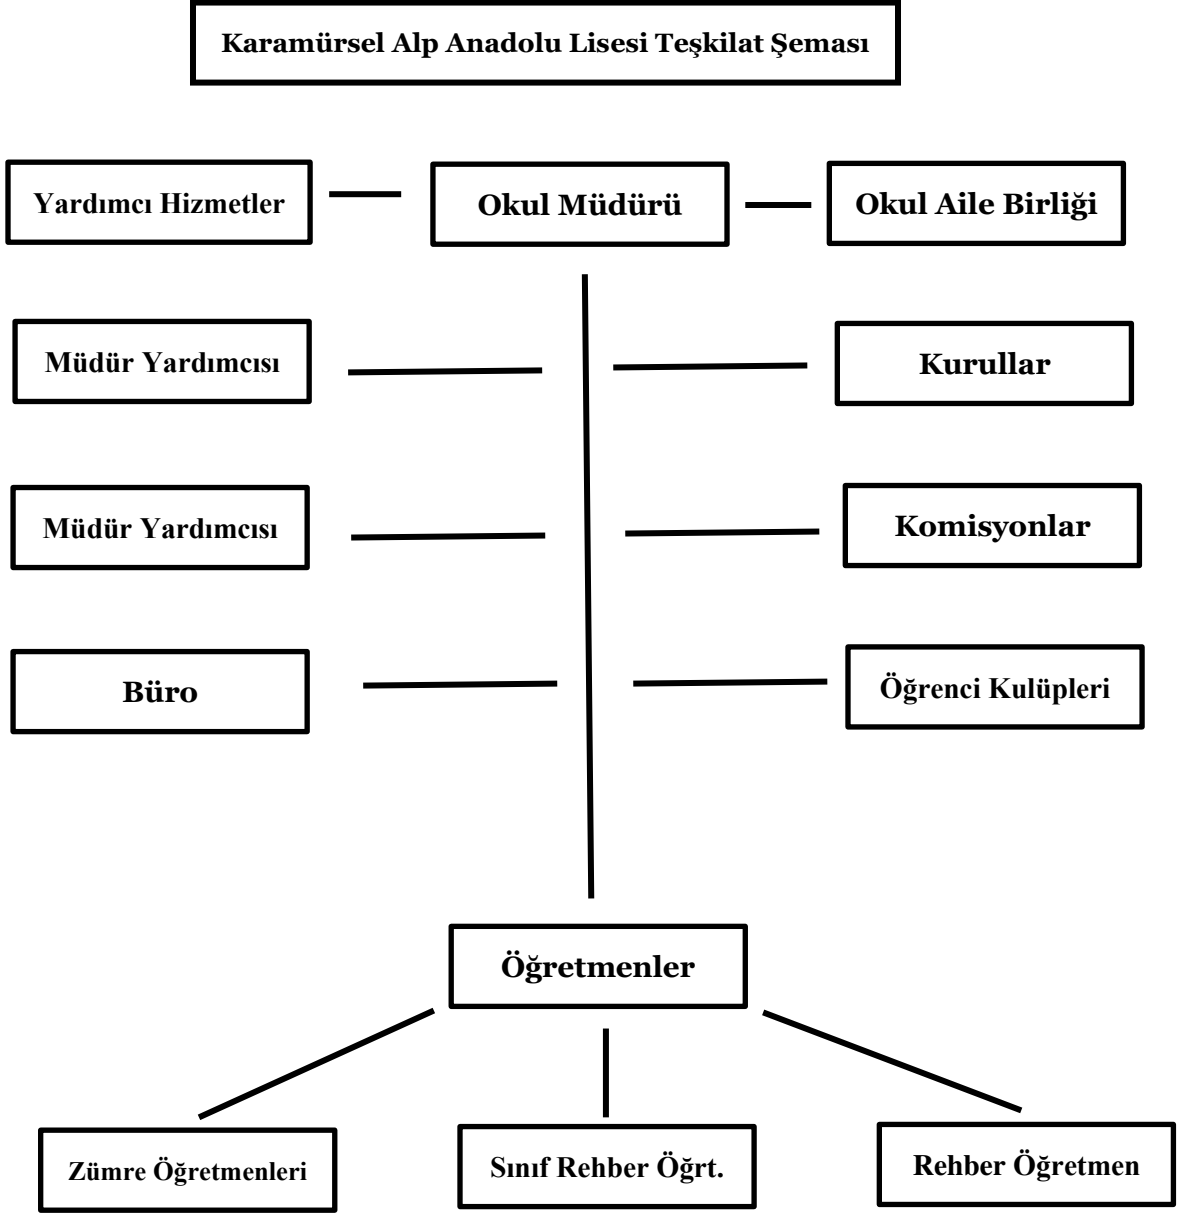 Karamürsel Alp Anadolu Lisesi Teşkilat Şeması
Yardımcı Hizmetler
Okul Müdürü
Okul Aile Birliği
Müdür Yardımcısı
Kurullar
Müdür Yardımcısı
Komisyonlar
Büro
Öğrenci Kulüpleri
Öğretmenler
Zümre Öğretmenleri
Sınıf Rehber Öğrt.
Rehber Öğretmen